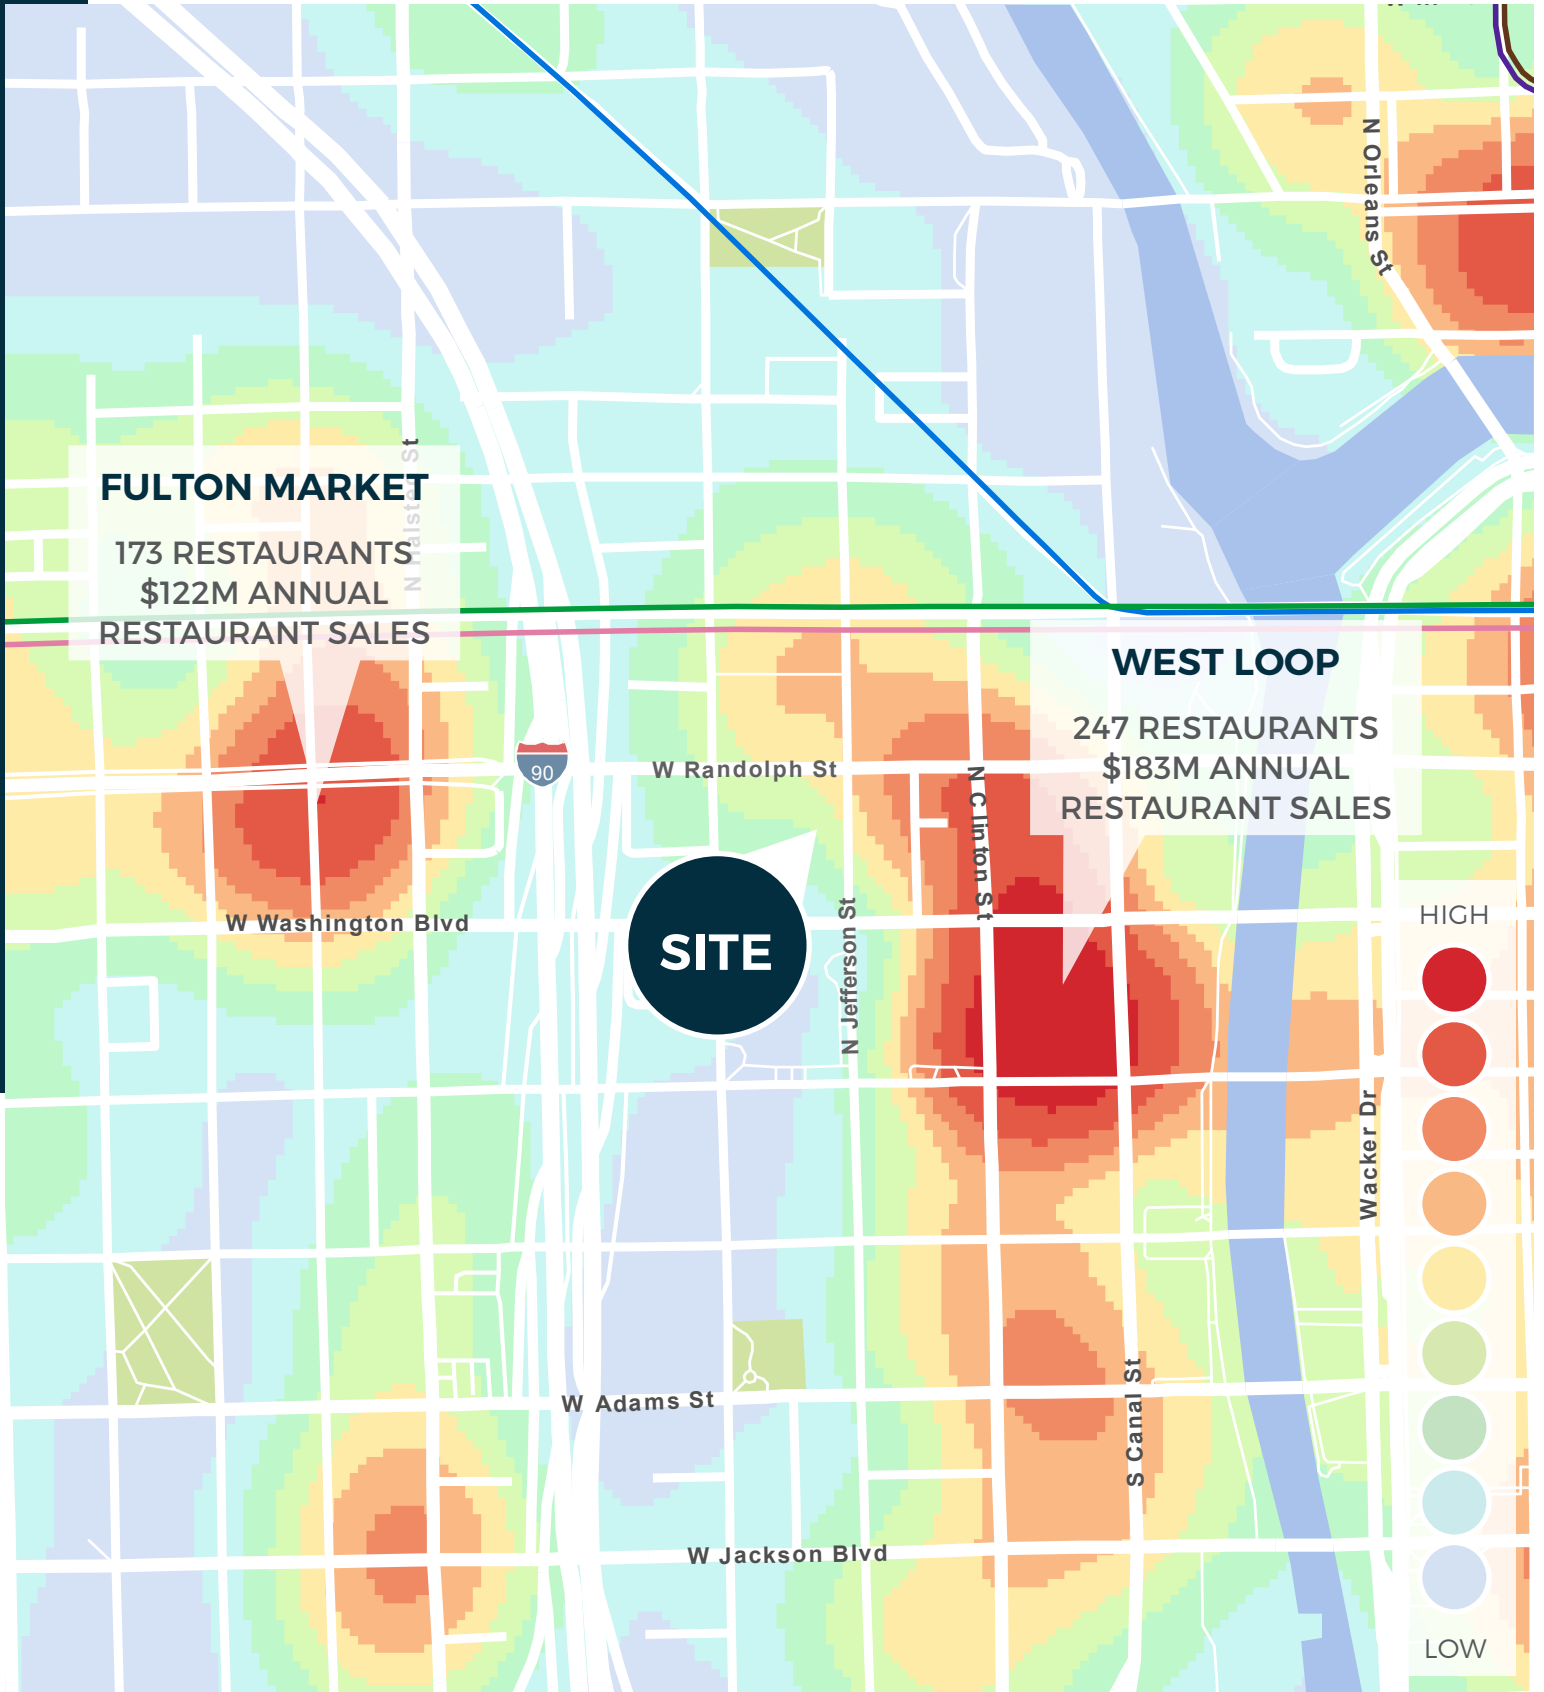 N Orleans St
N Halsted St
FULTON MARKET
173 RESTAURANTS
$122M ANNUAL
RESTAURANT SALES
WEST LOOP
247 RESTAURANTS
$183M ANNUAL
RESTAURANT SALES
90
W Randolph St
N Clinton St
W Washington Blvd
SITE
N Jefferson St
HIGH
Wacker Dr
W Adams St
S Canal St
W Jackson Blvd
LOW